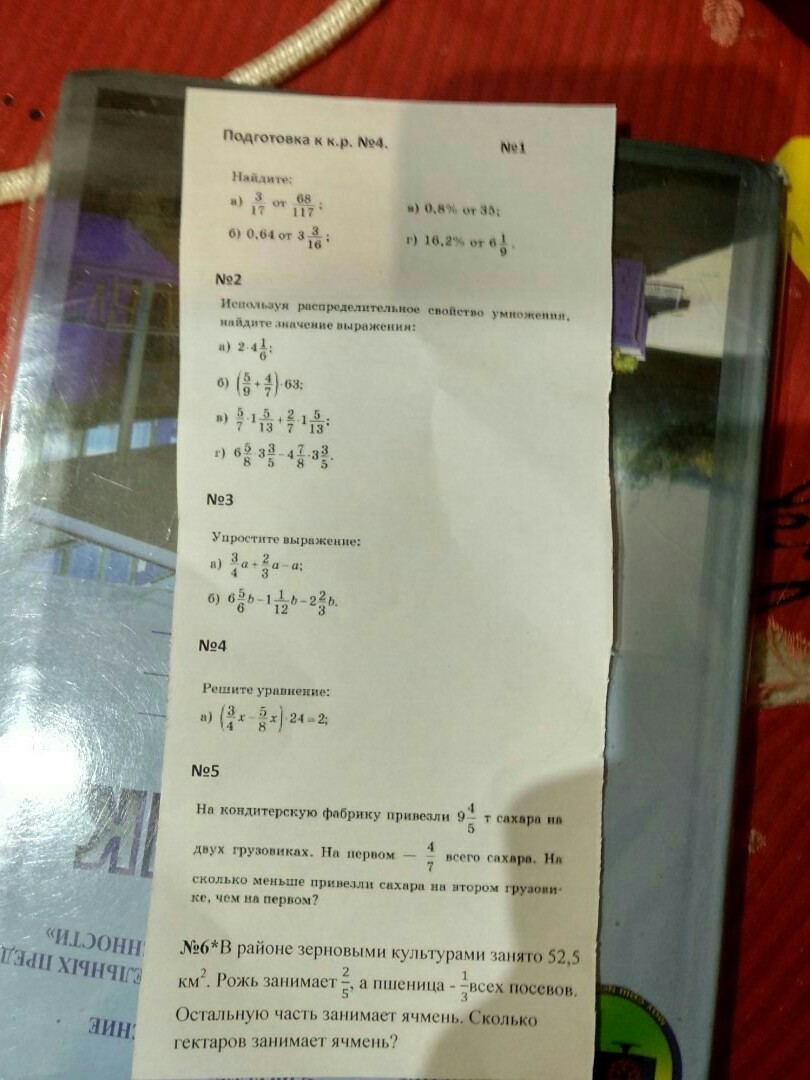 Подготовка к к.р. №4. №1
Найдите:
а) 3/17 от 68/117; в) 0,8% от 35;
б) 0,64 от 3 3/16; г) 16,2% от 6 1/9.
№2
Используя распределительное свойство умножения,
найдите значение выражения:
а) 2·4 1/6;
б) (5/9 + 4/7)·63;
в) 5/7·1 5/13 + 2/7·1 5/13;
г) 6 5/8·3 3/5 – 4 7/8·3 3/5.
№3
Упростите выражение:
а) 3/4 a + 2/3 a – a;
б) 6 5/6 b – 1 1/12 b – 2 2/3 b.
№4
Решите уравнение:
а) (3/4 x – 5/8 x)·24 = 2;
№5
На кондитерскую фабрику привезли 9 4/5 т сахара на
двух грузовиках. На первом — 4/7 всего сахара. На
сколько меньше привезли сахара на втором грузови-
ке, чем на первом?
№6*В районе зерновыми культурами занято 52,5
км². Рожь занимает 2/5, а пшеница - 1/3 всех посевов.
Остальную часть занимает ячмень. Сколько
гектаров занимает ячмень?